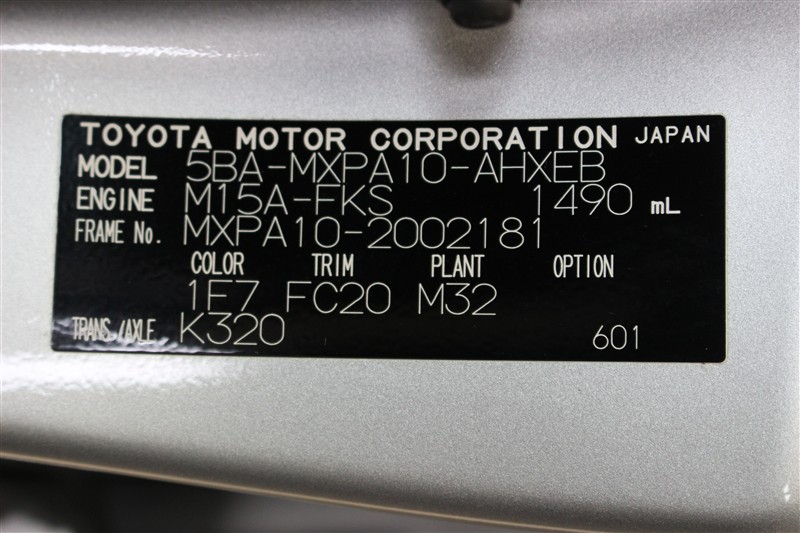 TOYOTA MOTOR CORPORATION JAPAN
MODEL 5BA-MXPA10-AHXEB
ENGINE M15A-FKS 1490 mL
FRAME No. MXPA10-2002181
COLOR TRIM PLANT OPTION
1F7 FC20 M32
TRANS./AXLE K320 601